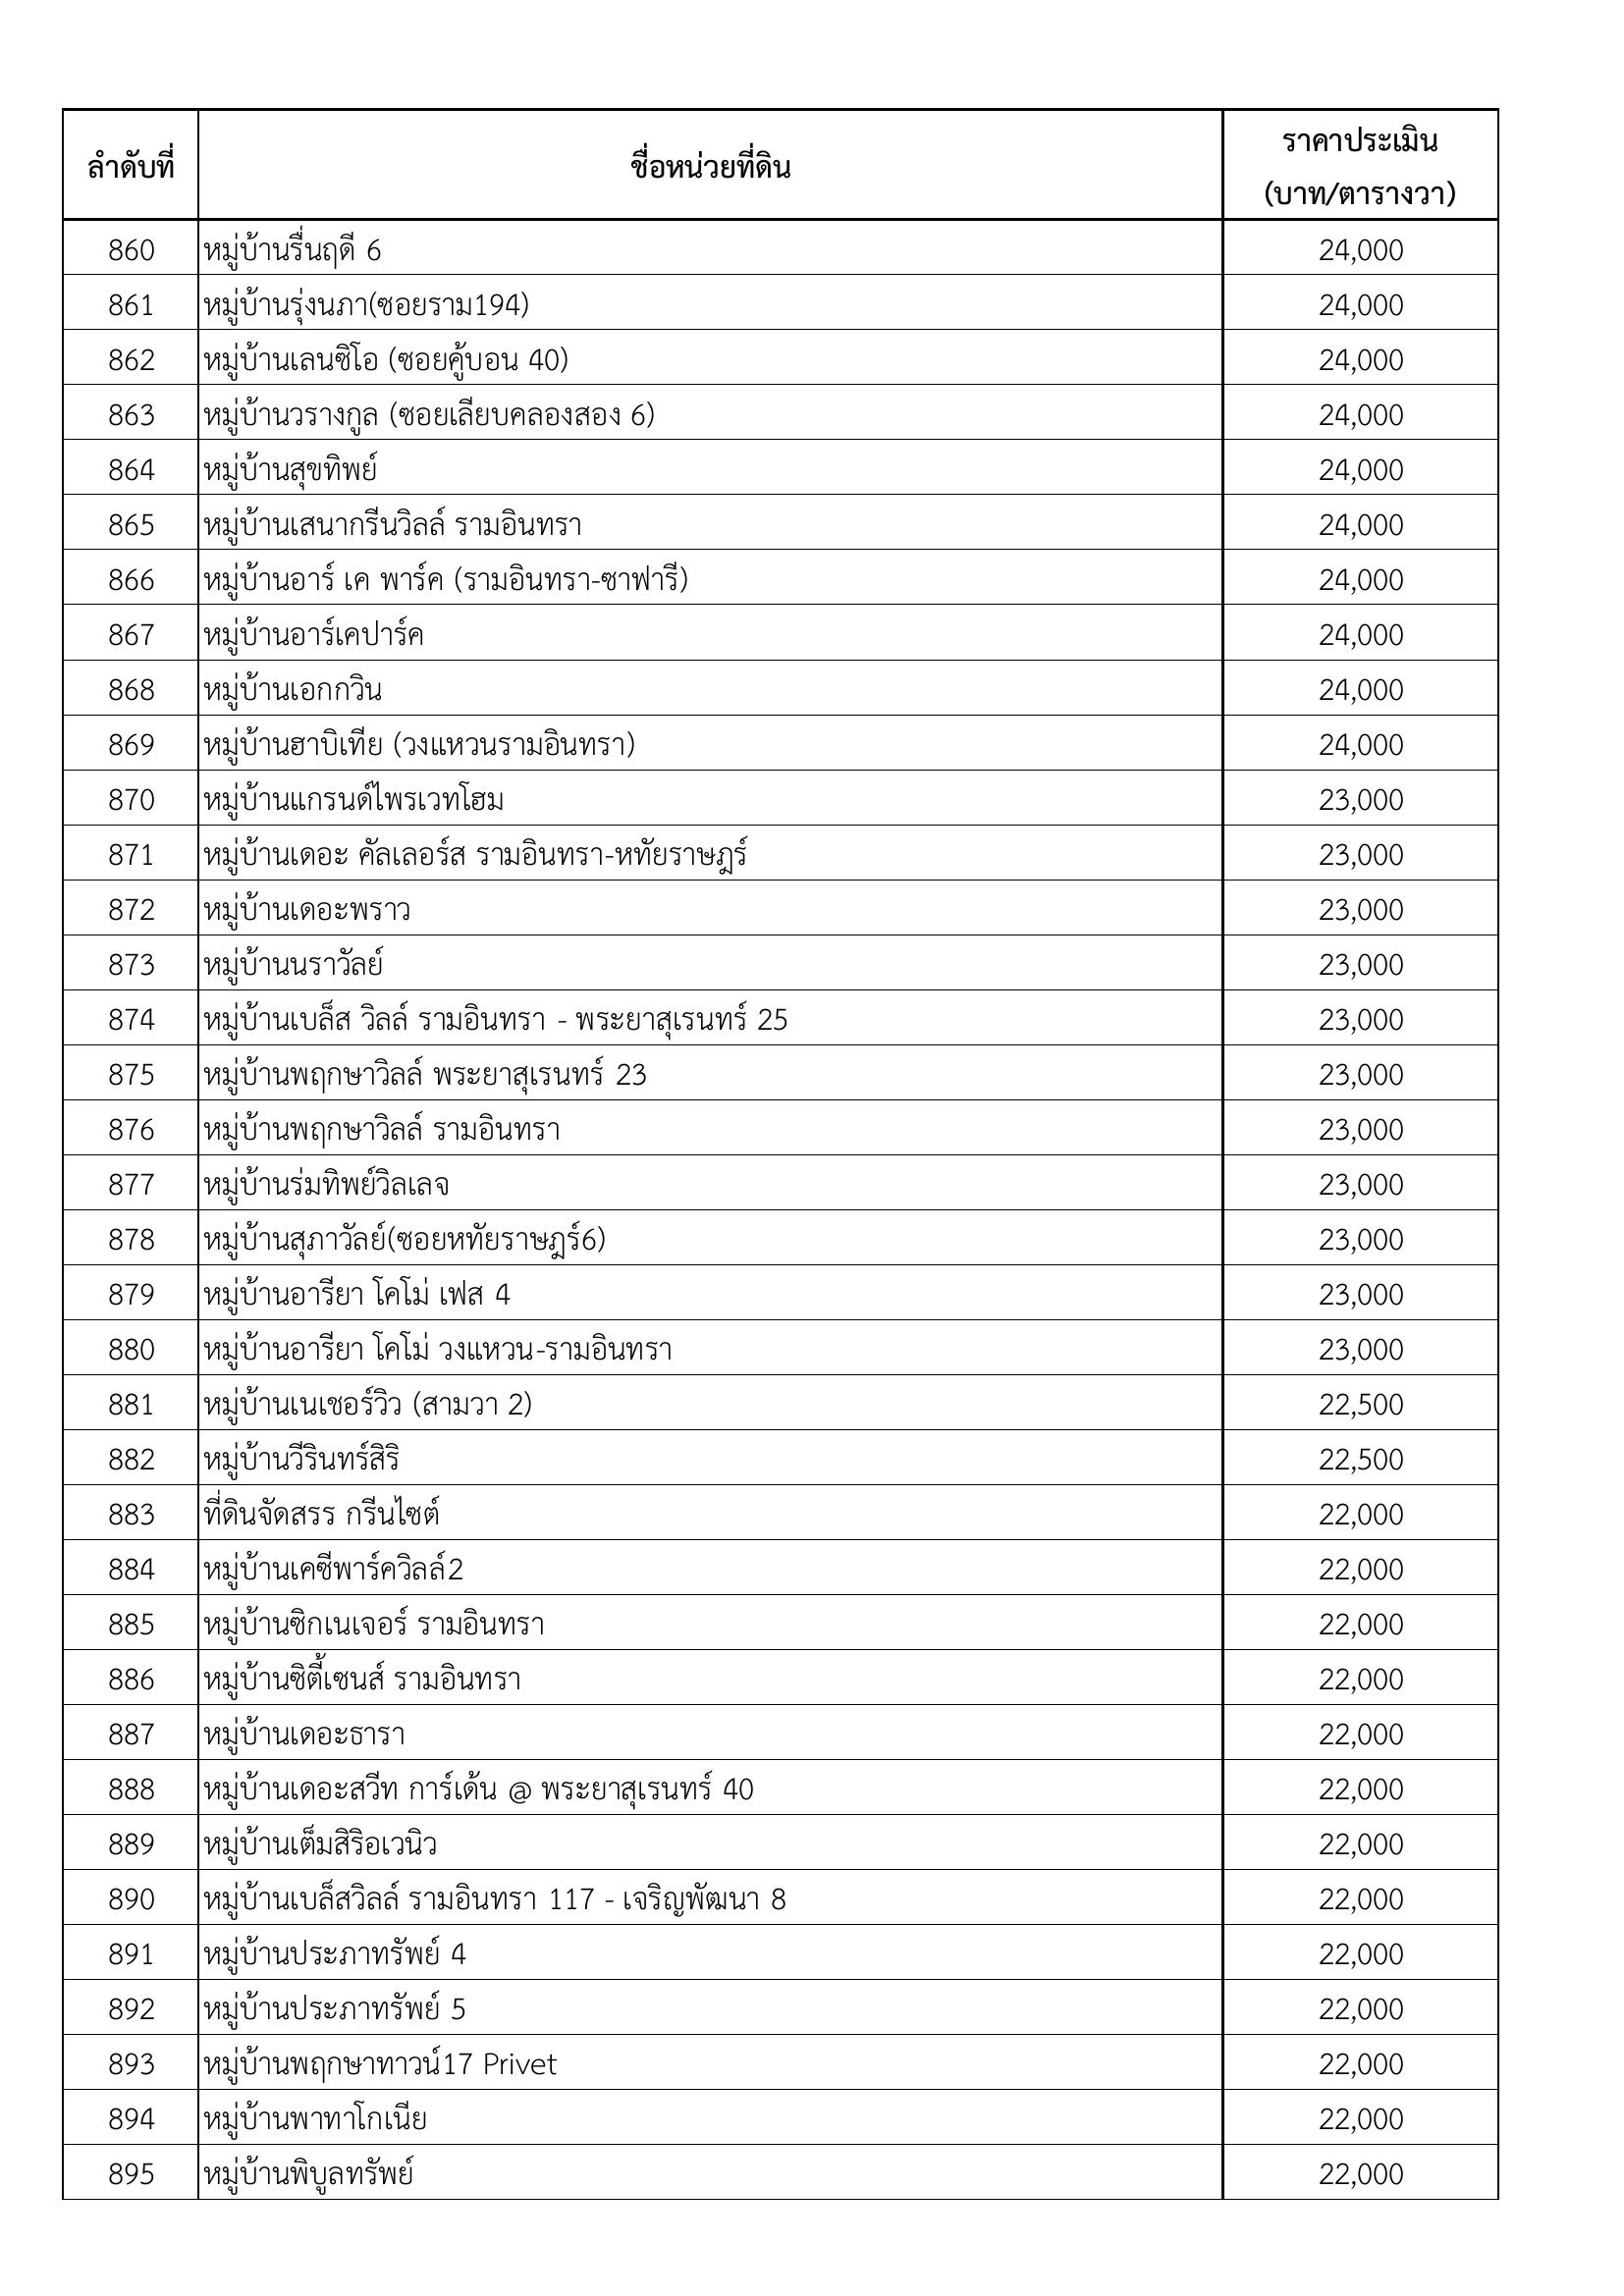 ลำดับที่ ชื่อหน่วยที่ดิน ราคาประเมิน
(บาท/ตารางวา)
860 หมู่บ้านรื่นฤดี 6 24,000
861 หมู่บ้านรุ่งนภา(ซอยราม194) 24,000
862 หมู่บ้านเลนซิโอ (ซอยคู้บอน 40) 24,000
863 หมู่บ้านวรางกูล (ซอยเลียบคลองสอง 6) 24,000
864 หมู่บ้านสุขทิพย์ 24,000
865 หมู่บ้านเสนากรีนวิลล์ รามอินทรา 24,000
866 หมู่บ้านอาร์ เค พาร์ค (รามอินทรา-ซาฟารี) 24,000
867 หมู่บ้านอาร์เคปาร์ค 24,000
868 หมู่บ้านเอกกวิน 24,000
869 หมู่บ้านฮาบิเทีย (วงแหวนรามอินทรา) 24,000
870 หมู่บ้านแกรนด์ไพรเวทโฮม 23,000
871 หมู่บ้านเดอะ คัลเลอร์ส รามอินทรา-หทัยราษฎร์ 23,000
872 หมู่บ้านเดอะพราว 23,000
873 หมู่บ้านนราวัลย์ 23,000
874 หมู่บ้านเบล็ส วิลล์ รามอินทรา - พระยาสุเรนทร์ 25 23,000
875 หมู่บ้านพฤกษาวิลล์ พระยาสุเรนทร์ 23 23,000
876 หมู่บ้านพฤกษาวิลล์ รามอินทรา 23,000
877 หมู่บ้านร่มทิพย์วิลเลจ 23,000
878 หมู่บ้านสุภาวัลย์(ซอยหทัยราษฎร์6) 23,000
879 หมู่บ้านอารียา โคโม่ เฟส 4 23,000
880 หมู่บ้านอารียา โคโม่ วงแหวน-รามอินทรา 23,000
881 หมู่บ้านเนเชอร์วิว (สามวา 2) 22,500
882 หมู่บ้านวีรินทร์สิริ 22,500
883 ที่ดินจัดสรร กรีนไซต์ 22,000
884 หมู่บ้านเคซีพาร์ควิลล์2 22,000
885 หมู่บ้านซิกเนเจอร์ รามอินทรา 22,000
886 หมู่บ้านซิตี้เซนส์ รามอินทรา 22,000
887 หมู่บ้านเดอะธารา 22,000
888 หมู่บ้านเดอะสวีท การ์เด้น @ พระยาสุเรนทร์ 40 22,000
889 หมู่บ้านเต็มสิริอเวนิว 22,000
890 หมู่บ้านเบล็สวิลล์ รามอินทรา 117 - เจริญพัฒนา 8 22,000
891 หมู่บ้านประภาทรัพย์ 4 22,000
892 หมู่บ้านประภาทรัพย์ 5 22,000
893 หมู่บ้านพฤกษาทาวน์17 Privet 22,000
894 หมู่บ้านพาทาโกเนีย 22,000
895 หมู่บ้านพิบูลทรัพย์ 22,000